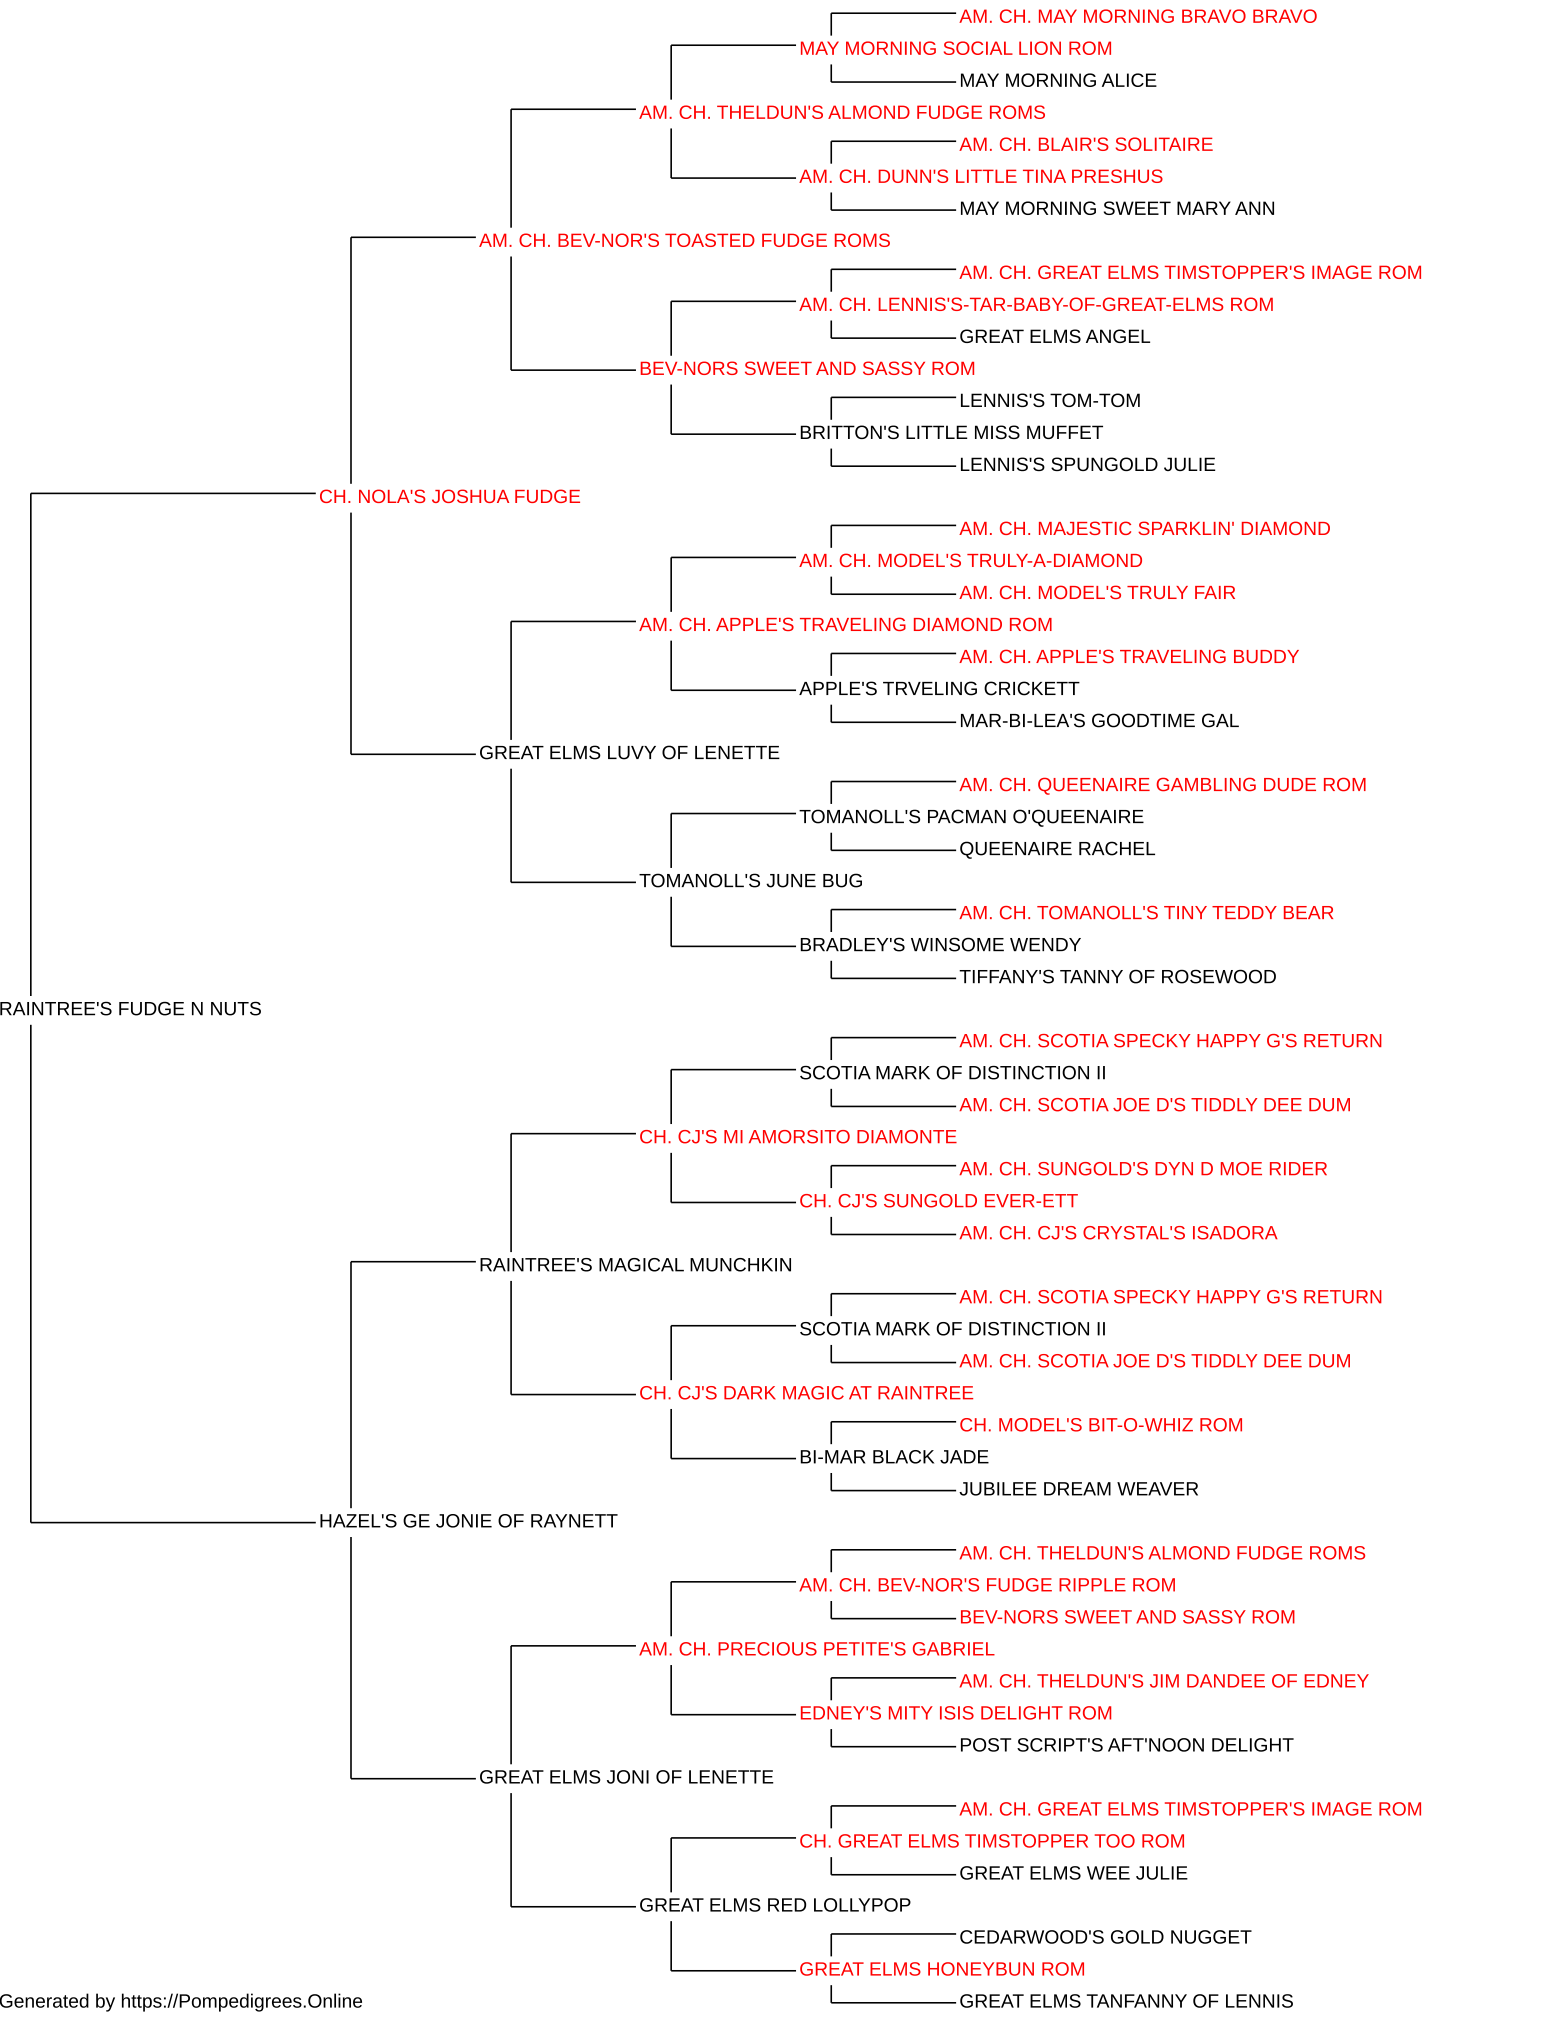 AM. CH. MAY MORNING BRAVO BRAVO
MAY MORNING SOCIAL LION ROM
MAY MORNING ALICE
AM. CH. THELDUN'S ALMOND FUDGE ROMS
AM. CH. BLAIR'S SOLITAIRE
AM. CH. DUNN'S LITTLE TINA PRESHUS
MAY MORNING SWEET MARY ANN
AM. CH. BEV-NOR'S TOASTED FUDGE ROMS
AM. CH. GREAT ELMS TIMSTOPPER'S IMAGE ROM
AM. CH. LENNIS'S-TAR-BABY-OF-GREAT-ELMS ROM
GREAT ELMS ANGEL
BEV-NORS SWEET AND SASSY ROM
LENNIS'S TOM-TOM
BRITTON'S LITTLE MISS MUFFET
LENNIS'S SPUNGOLD JULIE
CH. NOLA'S JOSHUA FUDGE
AM. CH. MAJESTIC SPARKLIN' DIAMOND
AM. CH. MODEL'S TRULY-A-DIAMOND
AM. CH. MODEL'S TRULY FAIR
AM. CH. APPLE'S TRAVELING DIAMOND ROM
AM. CH. APPLE'S TRAVELING BUDDY
APPLE'S TRVELING CRICKETT
MAR-BI-LEA'S GOODTIME GAL
GREAT ELMS LUVY OF LENETTE
AM. CH. QUEENAIRE GAMBLING DUDE ROM
TOMANOLL'S PACMAN O'QUEENAIRE
QUEENAIRE RACHEL
TOMANOLL'S JUNE BUG
AM. CH. TOMANOLL'S TINY TEDDY BEAR
BRADLEY'S WINSOME WENDY
TIFFANY'S TANNY OF ROSEWOOD
RAINTREE'S FUDGE N NUTS
AM. CH. SCOTIA SPECKY HAPPY G'S RETURN
SCOTIA MARK OF DISTINCTION II
AM. CH. SCOTIA JOE D'S TIDDLY DEE DUM
CH. CJ'S MI AMORSITO DIAMONTE
AM. CH. SUNGOLD'S DYN D MOE RIDER
CH. CJ'S SUNGOLD EVER-ETT
AM. CH. CJ'S CRYSTAL'S ISADORA
RAINTREE'S MAGICAL MUNCHKIN
AM. CH. SCOTIA SPECKY HAPPY G'S RETURN
SCOTIA MARK OF DISTINCTION II
AM. CH. SCOTIA JOE D'S TIDDLY DEE DUM
CH. CJ'S DARK MAGIC AT RAINTREE
CH. MODEL'S BIT-O-WHIZ ROM
BI-MAR BLACK JADE
JUBILEE DREAM WEAVER
HAZEL'S GE JONIE OF RAYNETT
AM. CH. THELDUN'S ALMOND FUDGE ROMS
AM. CH. BEV-NOR'S FUDGE RIPPLE ROM
BEV-NORS SWEET AND SASSY ROM
AM. CH. PRECIOUS PETITE'S GABRIEL
AM. CH. THELDUN'S JIM DANDEE OF EDNEY
EDNEY'S MITY ISIS DELIGHT ROM
POST SCRIPT'S AFT'NOON DELIGHT
GREAT ELMS JONI OF LENETTE
AM. CH. GREAT ELMS TIMSTOPPER'S IMAGE ROM
CH. GREAT ELMS TIMSTOPPER TOO ROM
GREAT ELMS WEE JULIE
GREAT ELMS RED LOLLYPOP
CEDARWOOD'S GOLD NUGGET
GREAT ELMS HONEYBUN ROM
GREAT ELMS TANFANNY OF LENNIS
Generated by https://Pompedigrees.Online